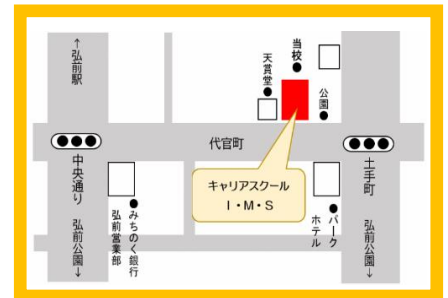 ↑弘前駅
天賞堂
当校
公園
代官町
中央通り
土手町
キャリアスクール
I・M・S
みちのく銀行
弘前営業部
パーク
ホテル
弘前公園↓
弘前公園↓